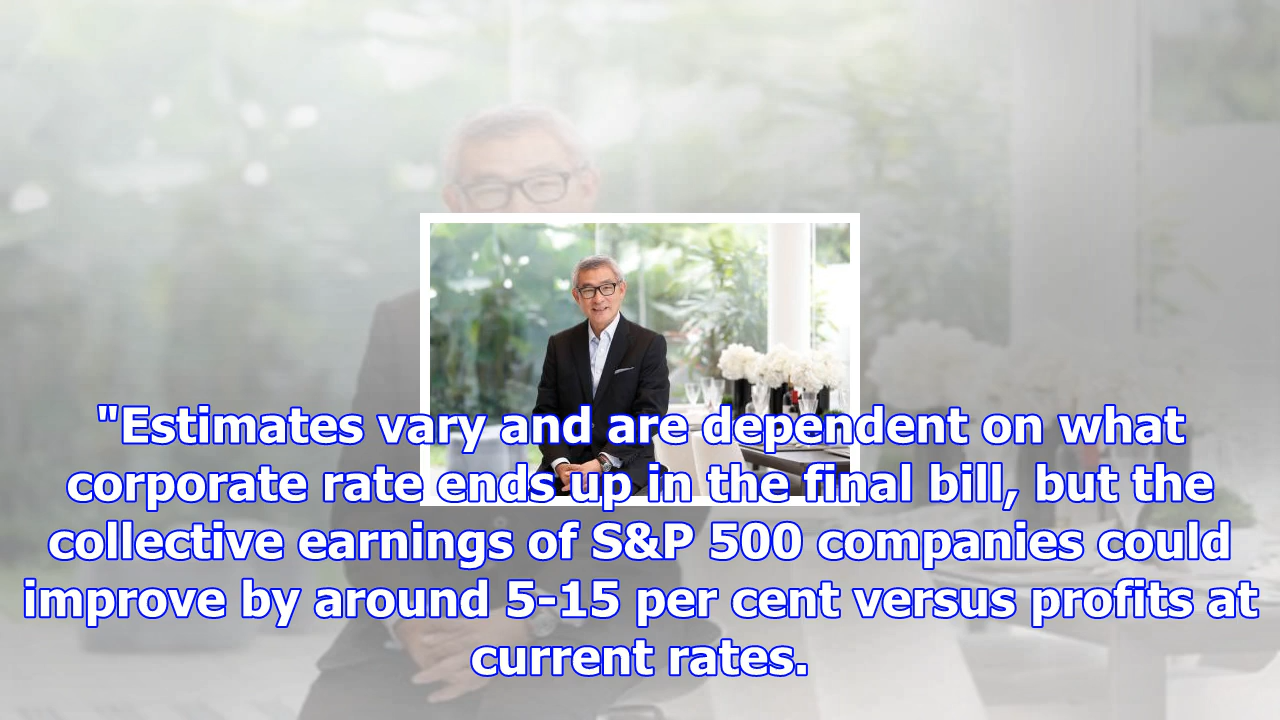 "Estimates vary and are dependent on what
corporate rate ends up in the final bill, but the
collective earnings of S&P 500 companies could
improve by around 5-15 per cent versus profits at
current rates.